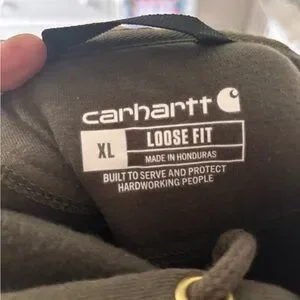 carhartt
XL LOOSE FIT
MADE IN HONDURAS
BUILT TO SERVE AND PROTECT
HARDWORKING PEOPLE